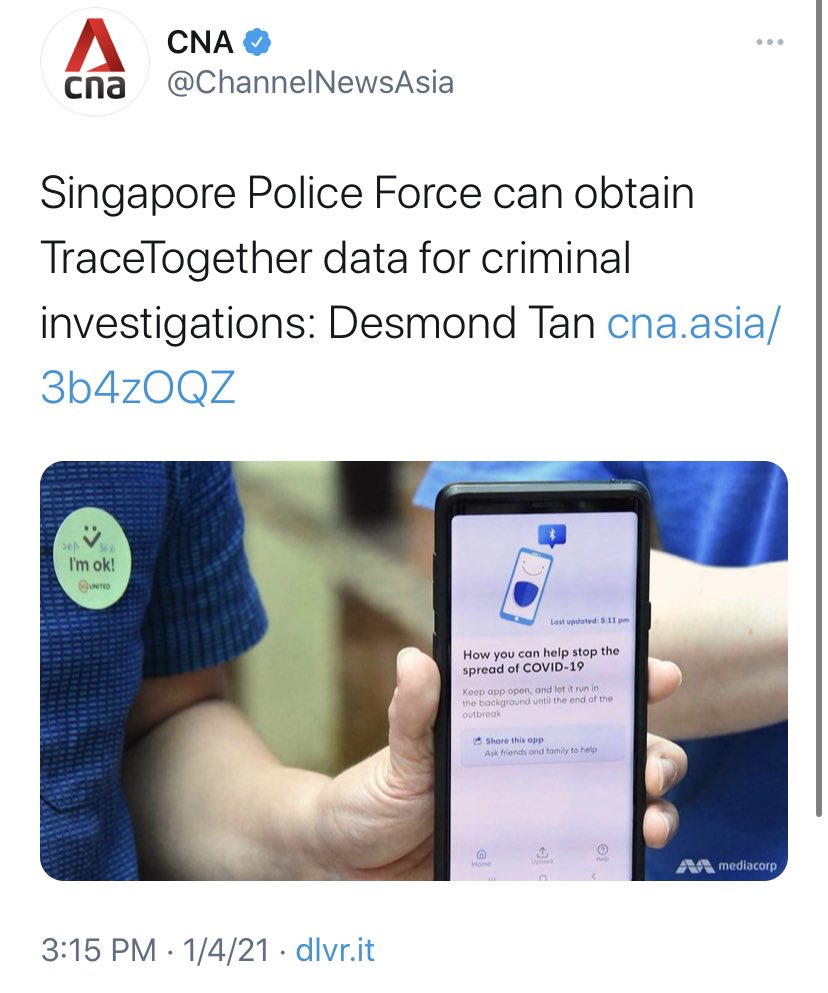 cna
CNA
@ChannelNewsAsia
Singapore Police Force can obtain
TraceTogether data for criminal
investigations: Desmond Tan cna.asia/
3b4zOQZ
I'm ok!
UNITED
Last updated: 5:11 pm
How you can help stop the
spread of COVID-19
Keep app open, and let it run in
the background until the end of the
outbreak
Share this app
Ask friends and family to help
Home
Upload
Help
mediacorp
3:15 PM · 1/4/21 · dlvr.it